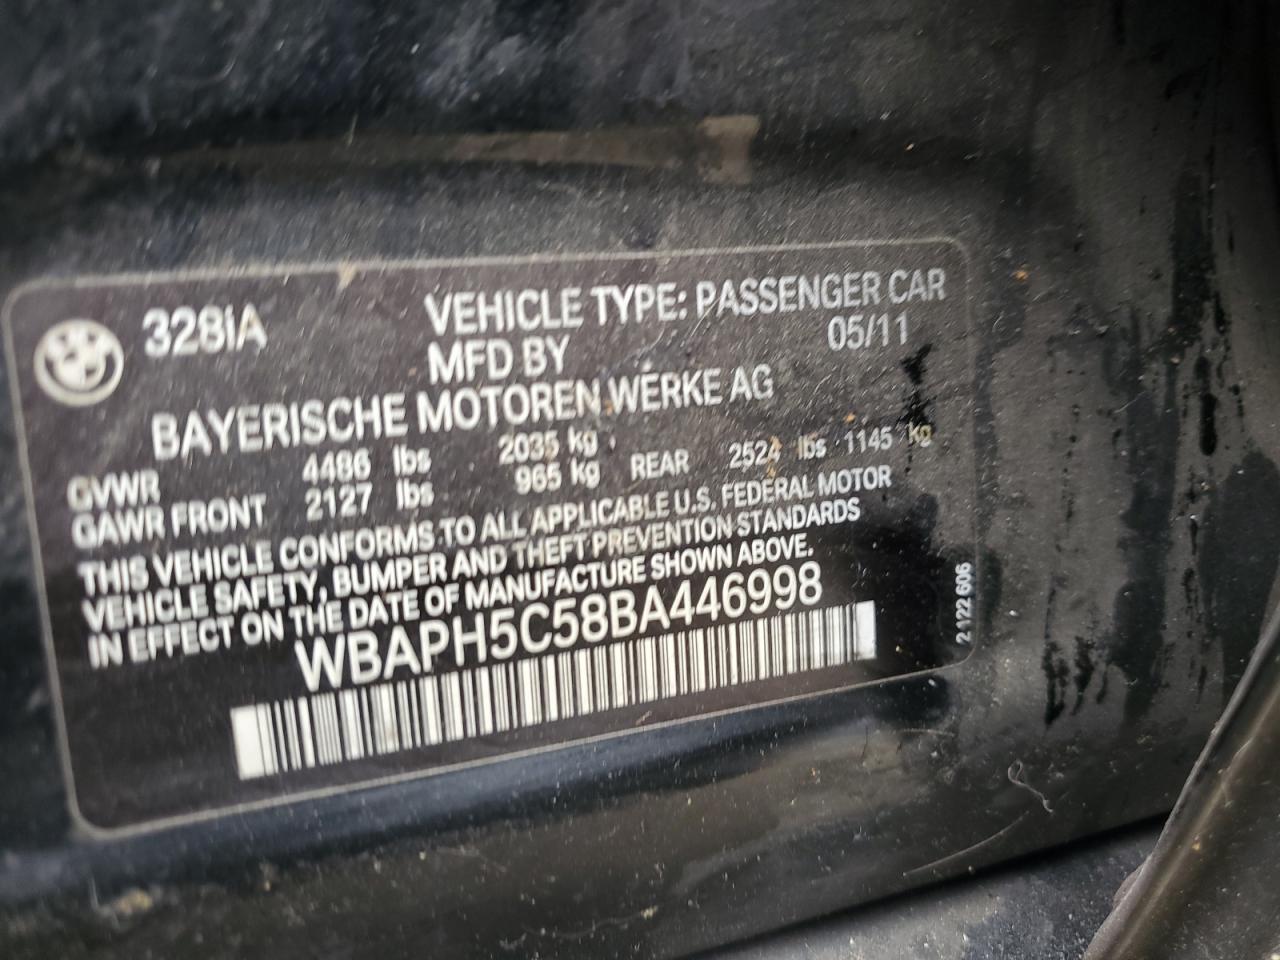 328iA VEHICLE TYPE: PASSENGER CAR
MFD BY 05/11
BAYERISCHE MOTOREN WERKE AG
GVWR 4486 lbs 2035 kg
GAWR FRONT 2127 lbs 965 kg REAR 2524 lbs 1145 kg
THIS VEHICLE CONFORMS TO ALL APPLICABLE U.S. FEDERAL MOTOR
VEHICLE SAFETY, BUMPER AND THEFT PREVENTION STANDARDS
IN EFFECT ON THE DATE OF MANUFACTURE SHOWN ABOVE.
WBAPH5C58BA446998
2 122 606